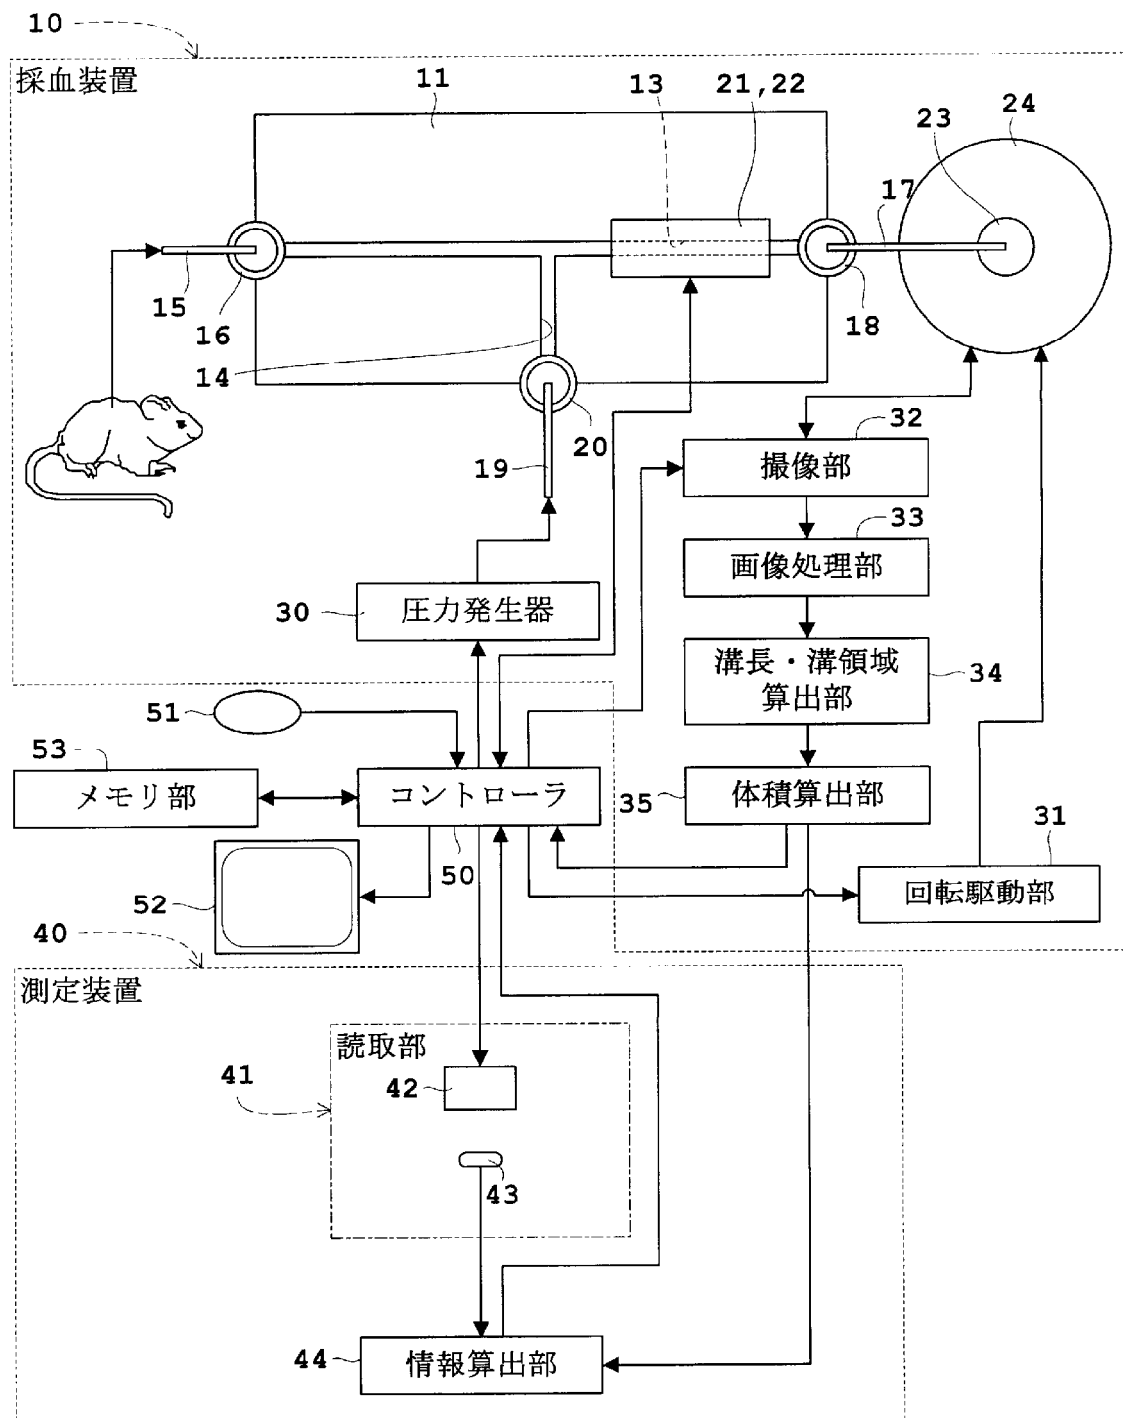 10
採血装置
11
13
21,22
23
24
17
15
16
18
14
20
19
32
撮像部
33
画像処理部
30
圧力発生器
溝長・溝領域
算出部
34
51
53
メモリ部
コントローラ
35
体積算出部
50
31
回転駆動部
52
40
測定装置
読取部
41
42
43
44
情報算出部